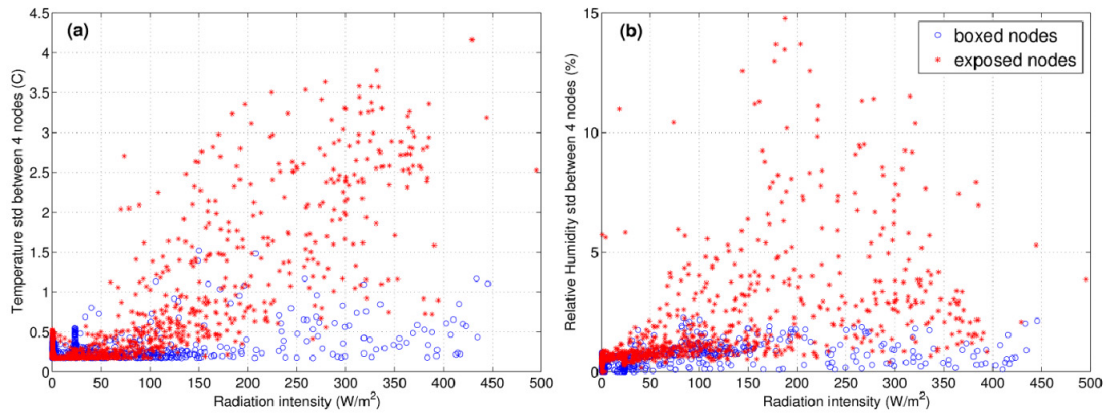 (a)
4.5
4
3.5
3
2.5
2
1.5
1
0.5
0
Temperature std between 4 nodes (C)
0 50 100 150 200 250 300 350 400 450 500
Radiation intensity (W/m²)
(b)
boxed nodes
exposed nodes
15
10
5
0
Relative Humidity std between 4 nodes (%)
50 100 150 200 250 300 350 400 450 500
Radiation intensity (W/m²)